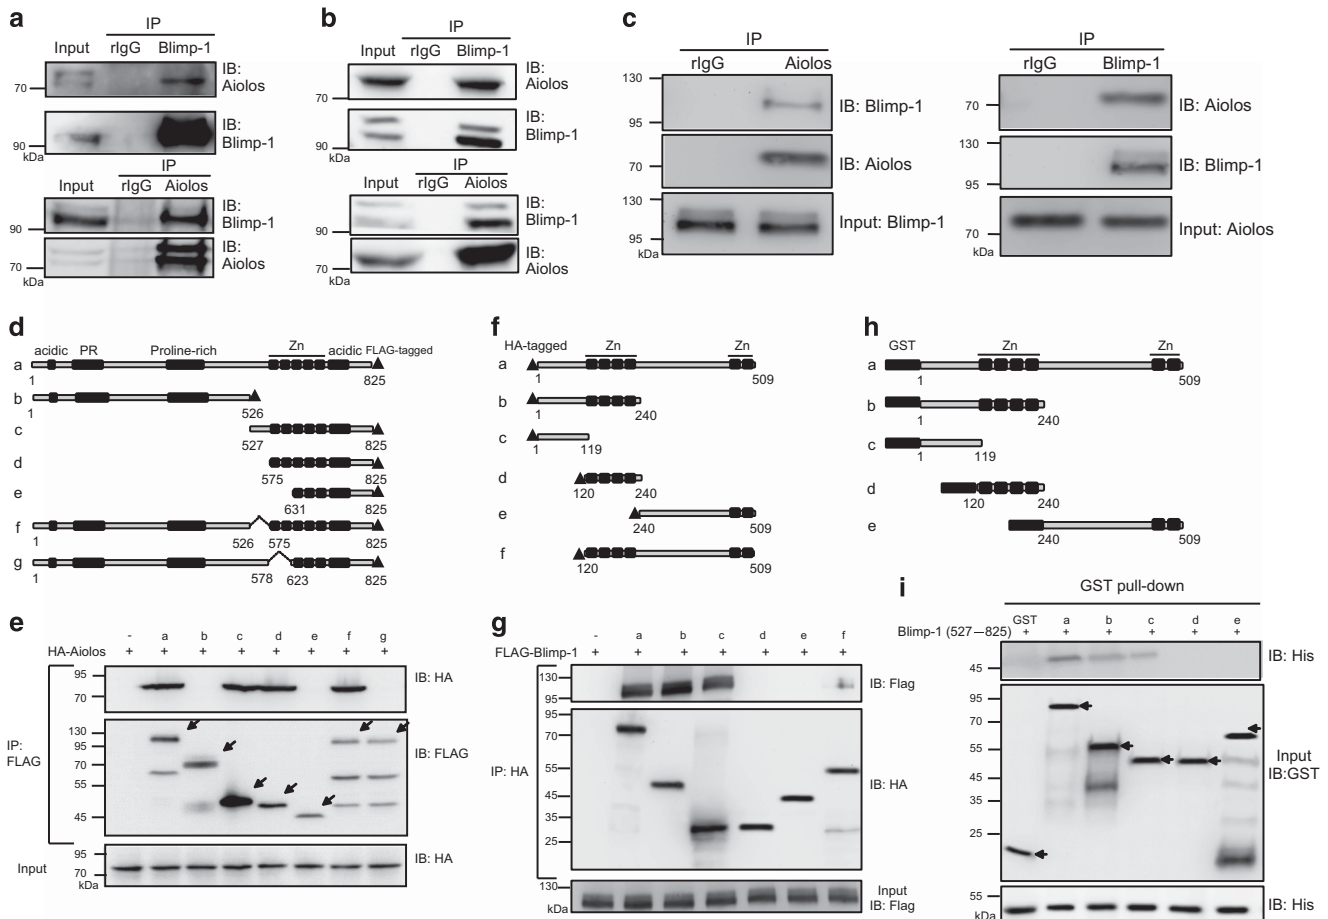 a
IP
Input rIgG Blimp-1
IB: Aiolos
70
IB: Blimp-1
90
kDa
IP
Input rIgG Aiolos
IB: Blimp-1
90
IB: Aiolos
70
kDa
b
IP
Input rIgG Blimp-1
IB: Aiolos
70
IB: Blimp-1
90
kDa
IP
Input rIgG Aiolos
IB: Blimp-1
90
IB: Aiolos
70
kDa
c
IP
rIgG Aiolos
130
IB: Blimp-1
95
IB: Aiolos
70
130
Input: Blimp-1
95
kDa
IP
rIgG Blimp-1
IB: Aiolos
70
130
IB: Blimp-1
95
Input: Aiolos
70
kDa
d
acidic PR Proline-rich Zn acidic FLAG-tagged
a
1 825
b
1 526
c
527 825
d
575 825
e
631 825
f
1 526 575 825
g
1 578 623 825
f
HA-tagged Zn Zn
a
1 509
b
1 240
c
1 119
d
120 240
e
240 509
f
120 509
h
GST Zn Zn
a
1 509
b
1 240
c
1 119
d
120 240
e
240 509
e
- a b c d e f g
HA-Aiolos + + + + + + + +
95
70
IB: HA
IP: FLAG
130
95
70
55
45
IB: FLAG
Input
95
70
kDa
IB: HA
g
- a b c d e f
FLAG-Blimp-1 + + + + + + +
130
95
IB: Flag
IP: HA
95
70
55
45
35
25
IB: HA
130
kDa
Input
IB: Flag
i
GST pull-down
GST a b c d e
Blimp-1 (527–825) + + + + + +
45
IB: His
95
70
55
45
35
25
Input
IB:GST
55
kDa
IB: His